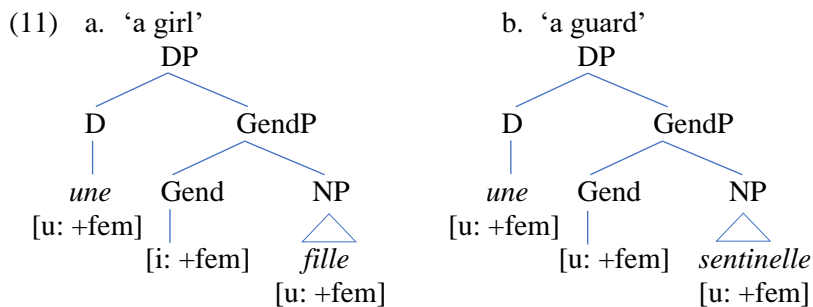 (11) a. ‘a girl’ b. ‘a guard’
DP DP
D GendP D GendP
une Gend NP une Gend NP
[u: +fem] [u: +fem]
[i: +fem] fille [u: +fem] sentinelle
[u: +fem] [u: +fem]